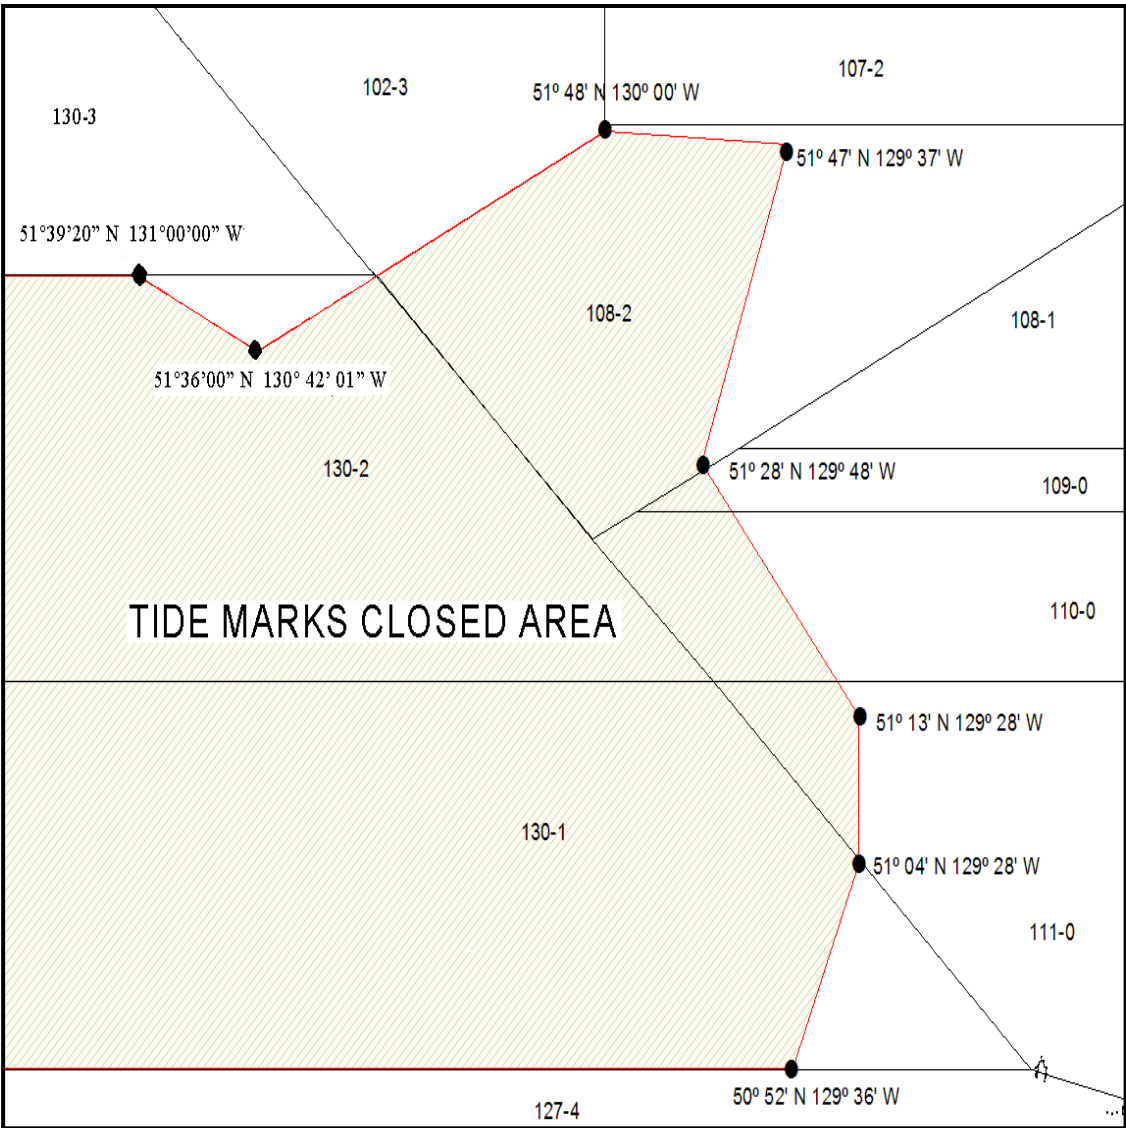 107-2
102-3
51º 48' N 130º 00' W
130-3
51º 47' N 129º 37' W
51°39’20” N 131°00’00” W
108-2
108-1
51°36’00” N 130° 42’ 01” W
130-2
51º 28' N 129º 48' W
109-0
110-0
TIDE MARKS CLOSED AREA
51º 13' N 129º 28' W
130-1
51º 04' N 129º 28' W
111-0
50º 52' N 129º 36' W
127-4